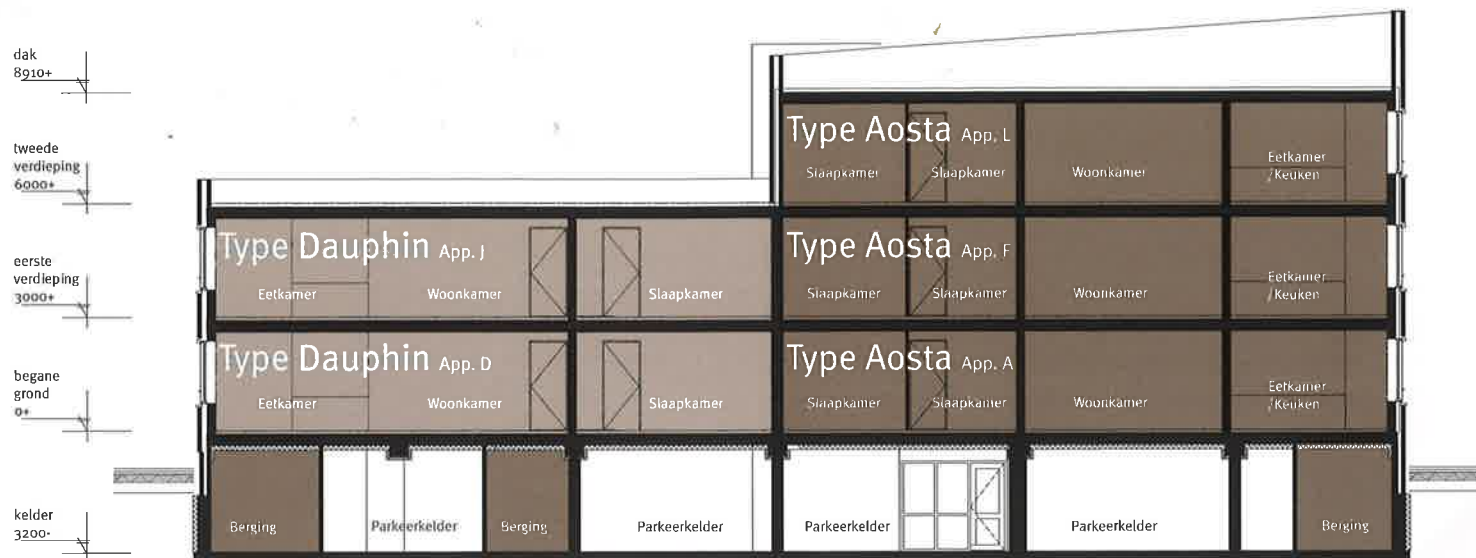 dak
8910+
tweede
verdieping
6000+
eerste
verdieping
3000+
begane
grond
0+
kelder
3200-
Type Aosta App. L
Slaapkamer Slaapkamer Woonkamer Eetkamer
/Keuken
Type Dauphin App. J
Eetkamer Woonkamer Slaapkamer
Type Aosta App. F
Slaapkamer Slaapkamer Woonkamer Eetkamer
/Keuken
Type Dauphin App. D
Eetkamer Woonkamer Slaapkamer
Type Aosta App. A
Slaapkamer Slaapkamer Woonkamer Eetkamer
/Keuken
Berging Parkeerkelder Berging Parkeerkelder Parkeerkelder Parkeerkelder Berging